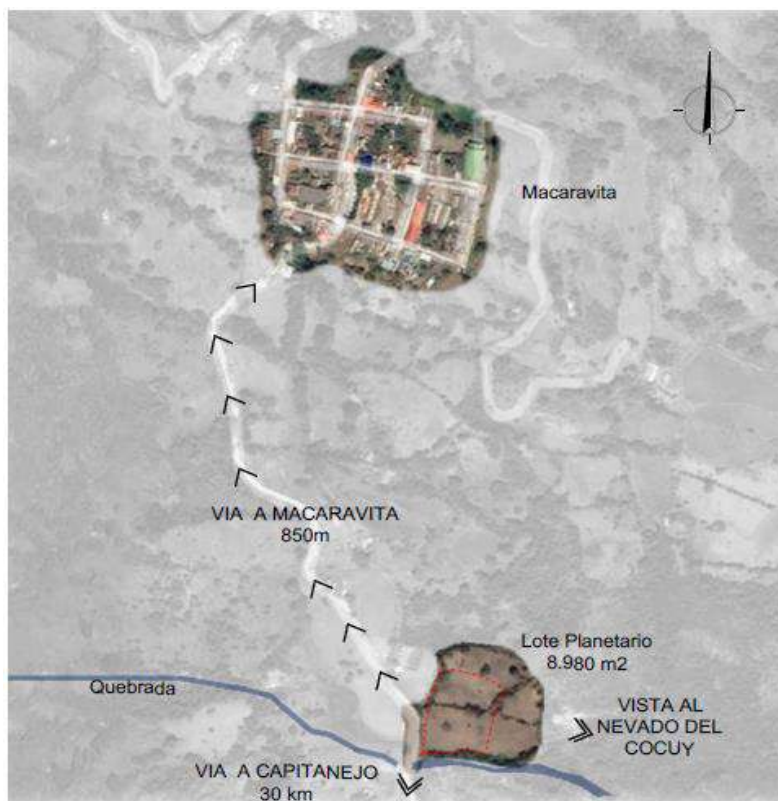 Macaravita
VIA A MACARAVITA
850m
Lote Planetario
8.980 m2
Quebrada
VISTA AL
NEVADO DEL
COCUY
VIA A CAPITANEJO
30 km